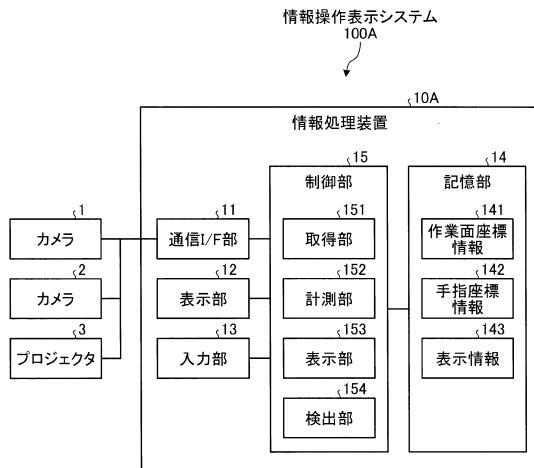 情報操作表示システム
100A
10A
情報処理装置
15
制御部
14
記憶部
1
カメラ
11
通信I/F部
151
取得部
141
作業面座標
情報
2
カメラ
12
表示部
152
計測部
142
手指座標
情報
3
プロジェクタ
13
入力部
153
表示部
143
表示情報
154
検出部